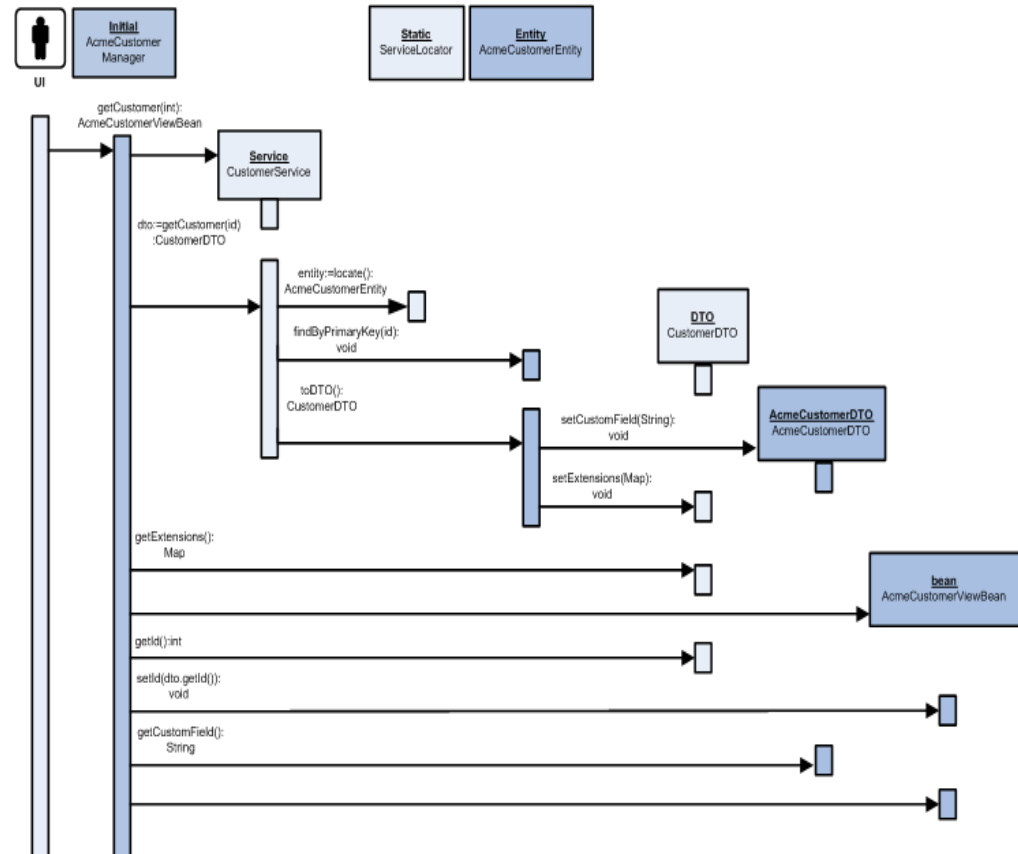 Initial
AcmeCustomer
Manager
Static
ServiceLocator
Entity
AcmeCustomerEntity
UI
getCustomer(int):
AcmeCustomerViewBean
Service
CustomerService
dto:=getCustomer(id)
:CustomerDTO
entity:=locate():
AcmeCustomerEntity
findByPrimaryKey(id):
void
DTO
CustomerDTO
toDTO():
CustomerDTO
AcmeCustomerDTO
AcmeCustomerDTO
setCustomField(String):
void
setExtensions(Map):
void
getExtensions():
Map
bean
AcmeCustomerViewBean
getId():int
setId(dto.getId()):
void
getCustomField():
String